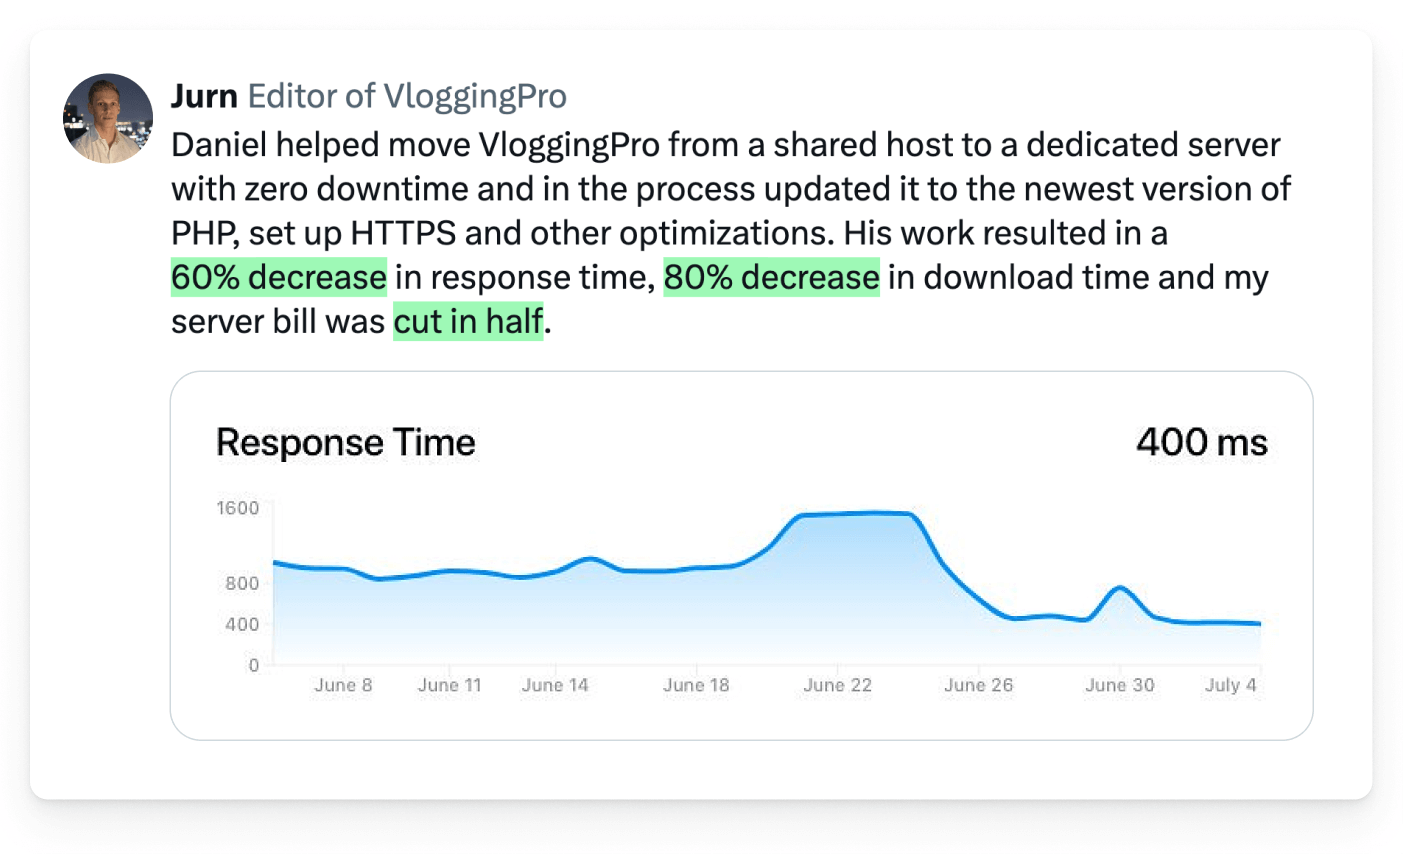 Jurn Editor of VloggingPro
Daniel helped move VloggingPro from a shared host to a dedicated server
with zero downtime and in the process updated it to the newest version of
PHP, set up HTTPS and other optimizations. His work resulted in a
60% decrease in response time, 80% decrease in download time and my
server bill was cut in half.
Response Time 400 ms
1600
800
400
0
June 8 June 11 June 14 June 18 June 22 June 26 June 30 July 4